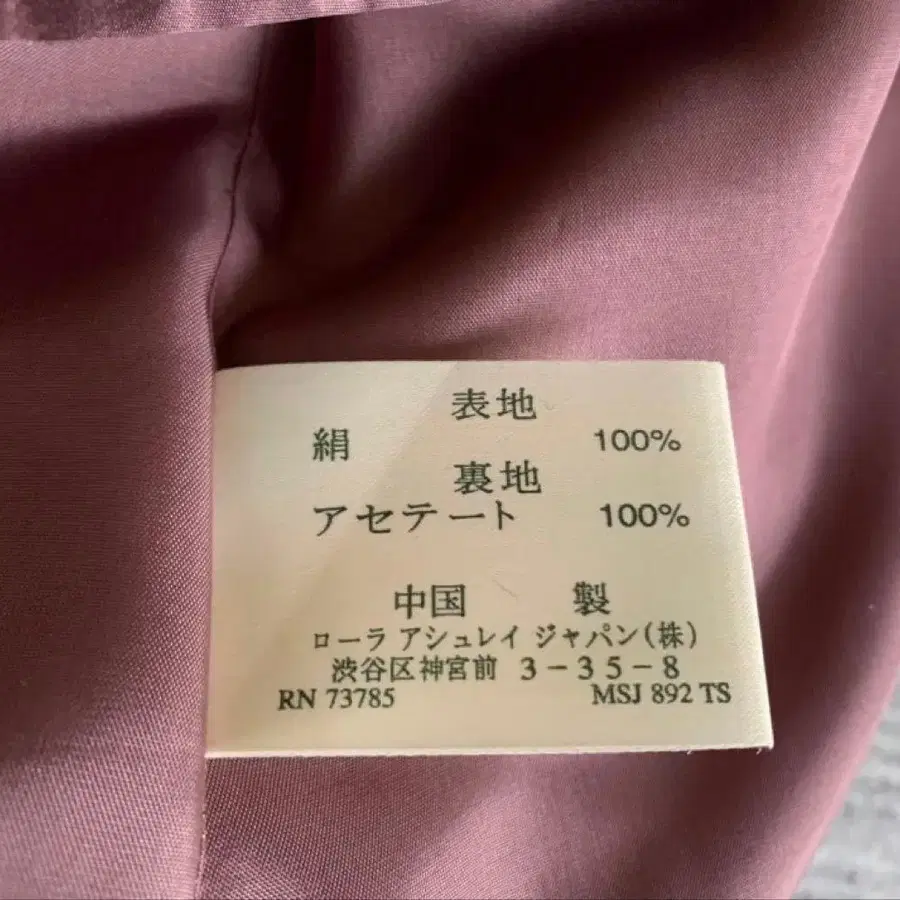 表地
絹 100%
裏地
アセテート 100%
中国 製
ローラ アシュレイ ジャパン(株)
渋谷区神宮前 3-35-8
RN 73785 MSJ 892 TS